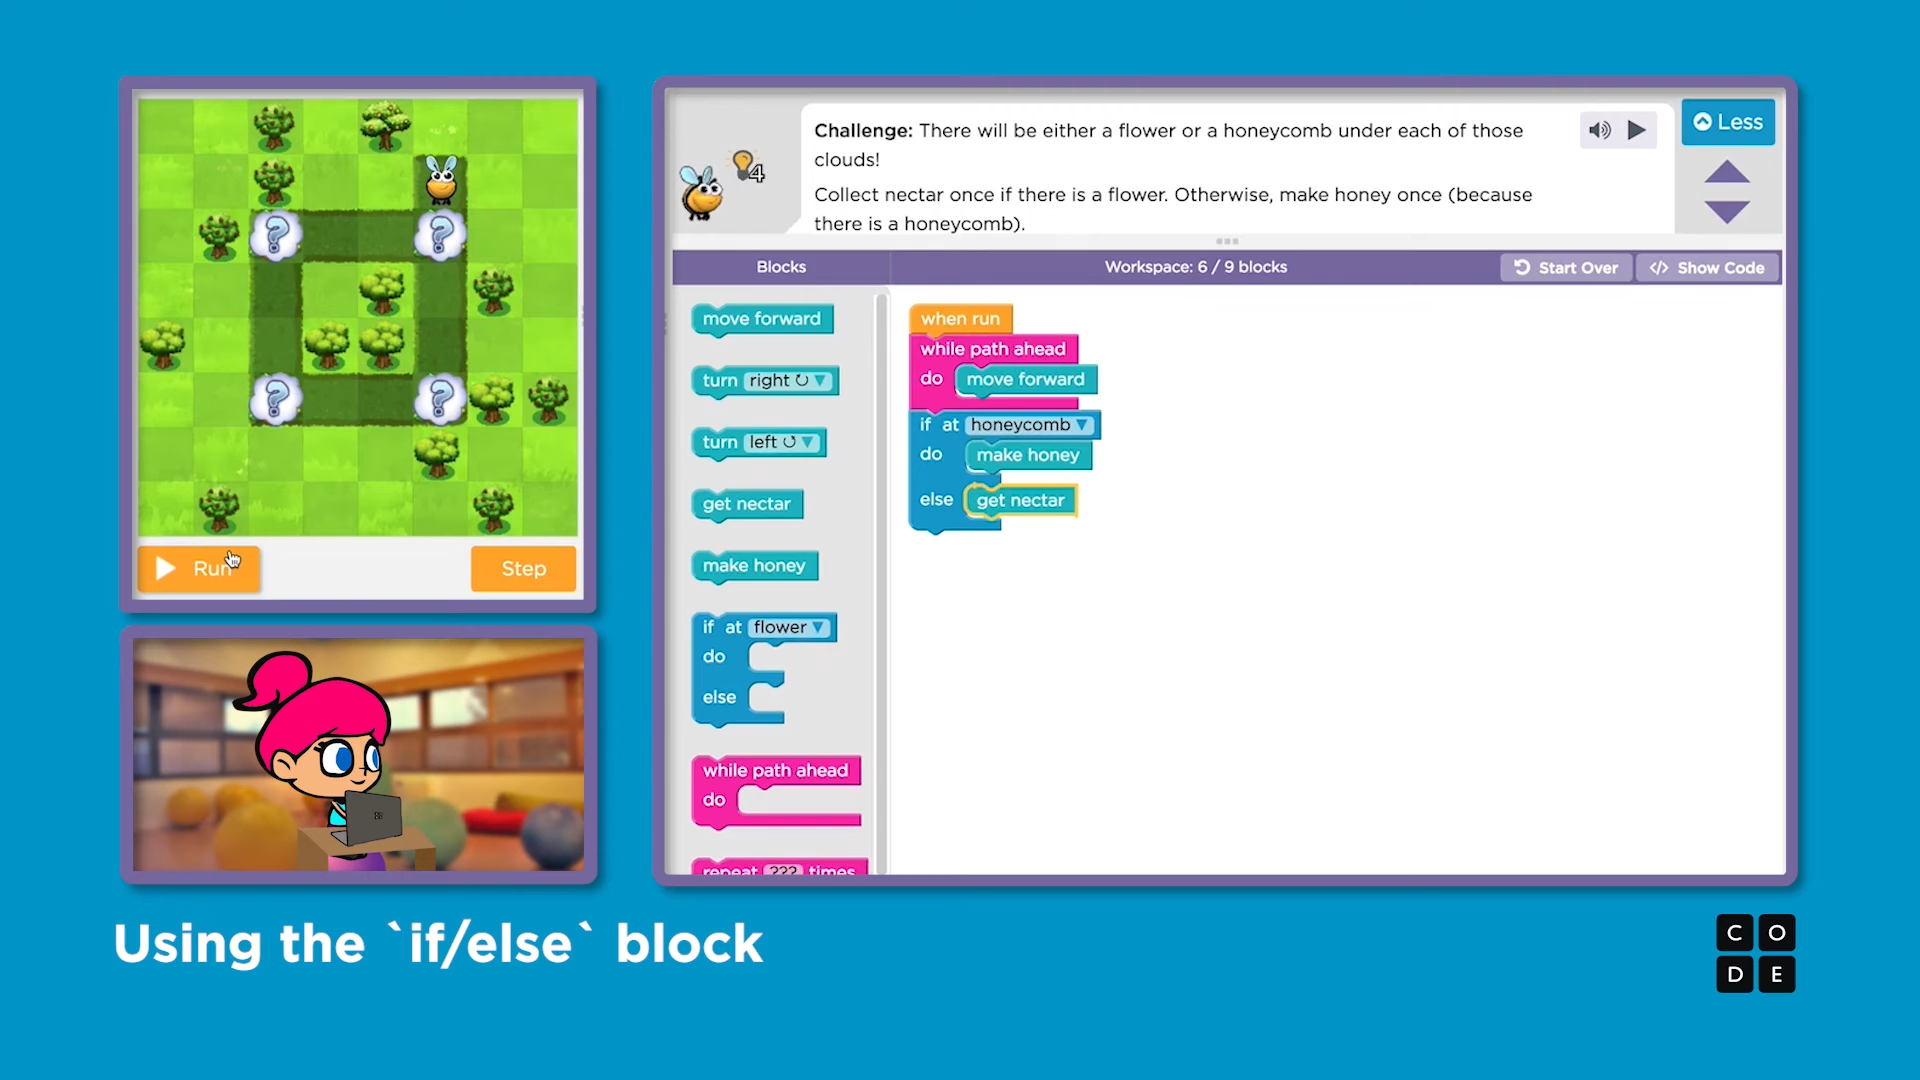 ?
?
?
?
Run
Step
4
Challenge: There will be either a flower or a honeycomb under each of those
clouds!
Collect nectar once if there is a flower. Otherwise, make honey once (because
there is a honeycomb).
Less
Blocks
Workspace: 6 / 9 blocks
Start Over
</> Show Code
move forward
turn right
turn left
get nectar
make honey
if at flower
do
else
while path ahead
do
repeat ??? times
when run
while path ahead
do move forward
if at honeycomb
do make honey
else get nectar
Using the `if/else` block
C O
D E